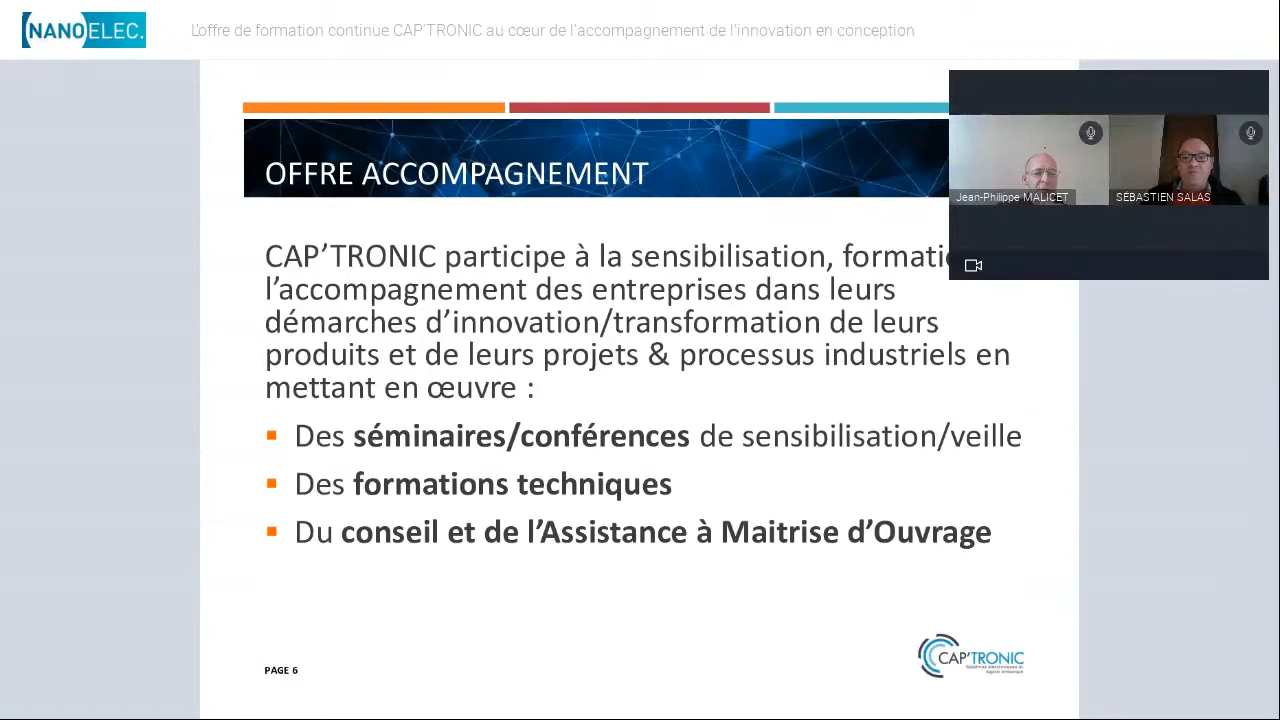 (NANOELEC.
L'offre de formation continue CAP'TRONIC au cœur de l'accompagnement de l'innovation en conception
OFFRE ACCOMPAGNEMENT
Jean-Philippe MALICET
SÉBASTIEN SALAS
CAP'TRONIC participe à la sensibilisation,
l'accompagnement des entreprises dans leurs
démarches d'innovation/transformation de leurs
produits et de leurs projets & processus industriels en
mettant en œuvre :
Des séminaires/conférences de sensibilisation/veille
Des formations techniques
Du conseil et de l'Assistance à Maitrise d'Ouvrage
PAGE 6
CAP'TRONIC